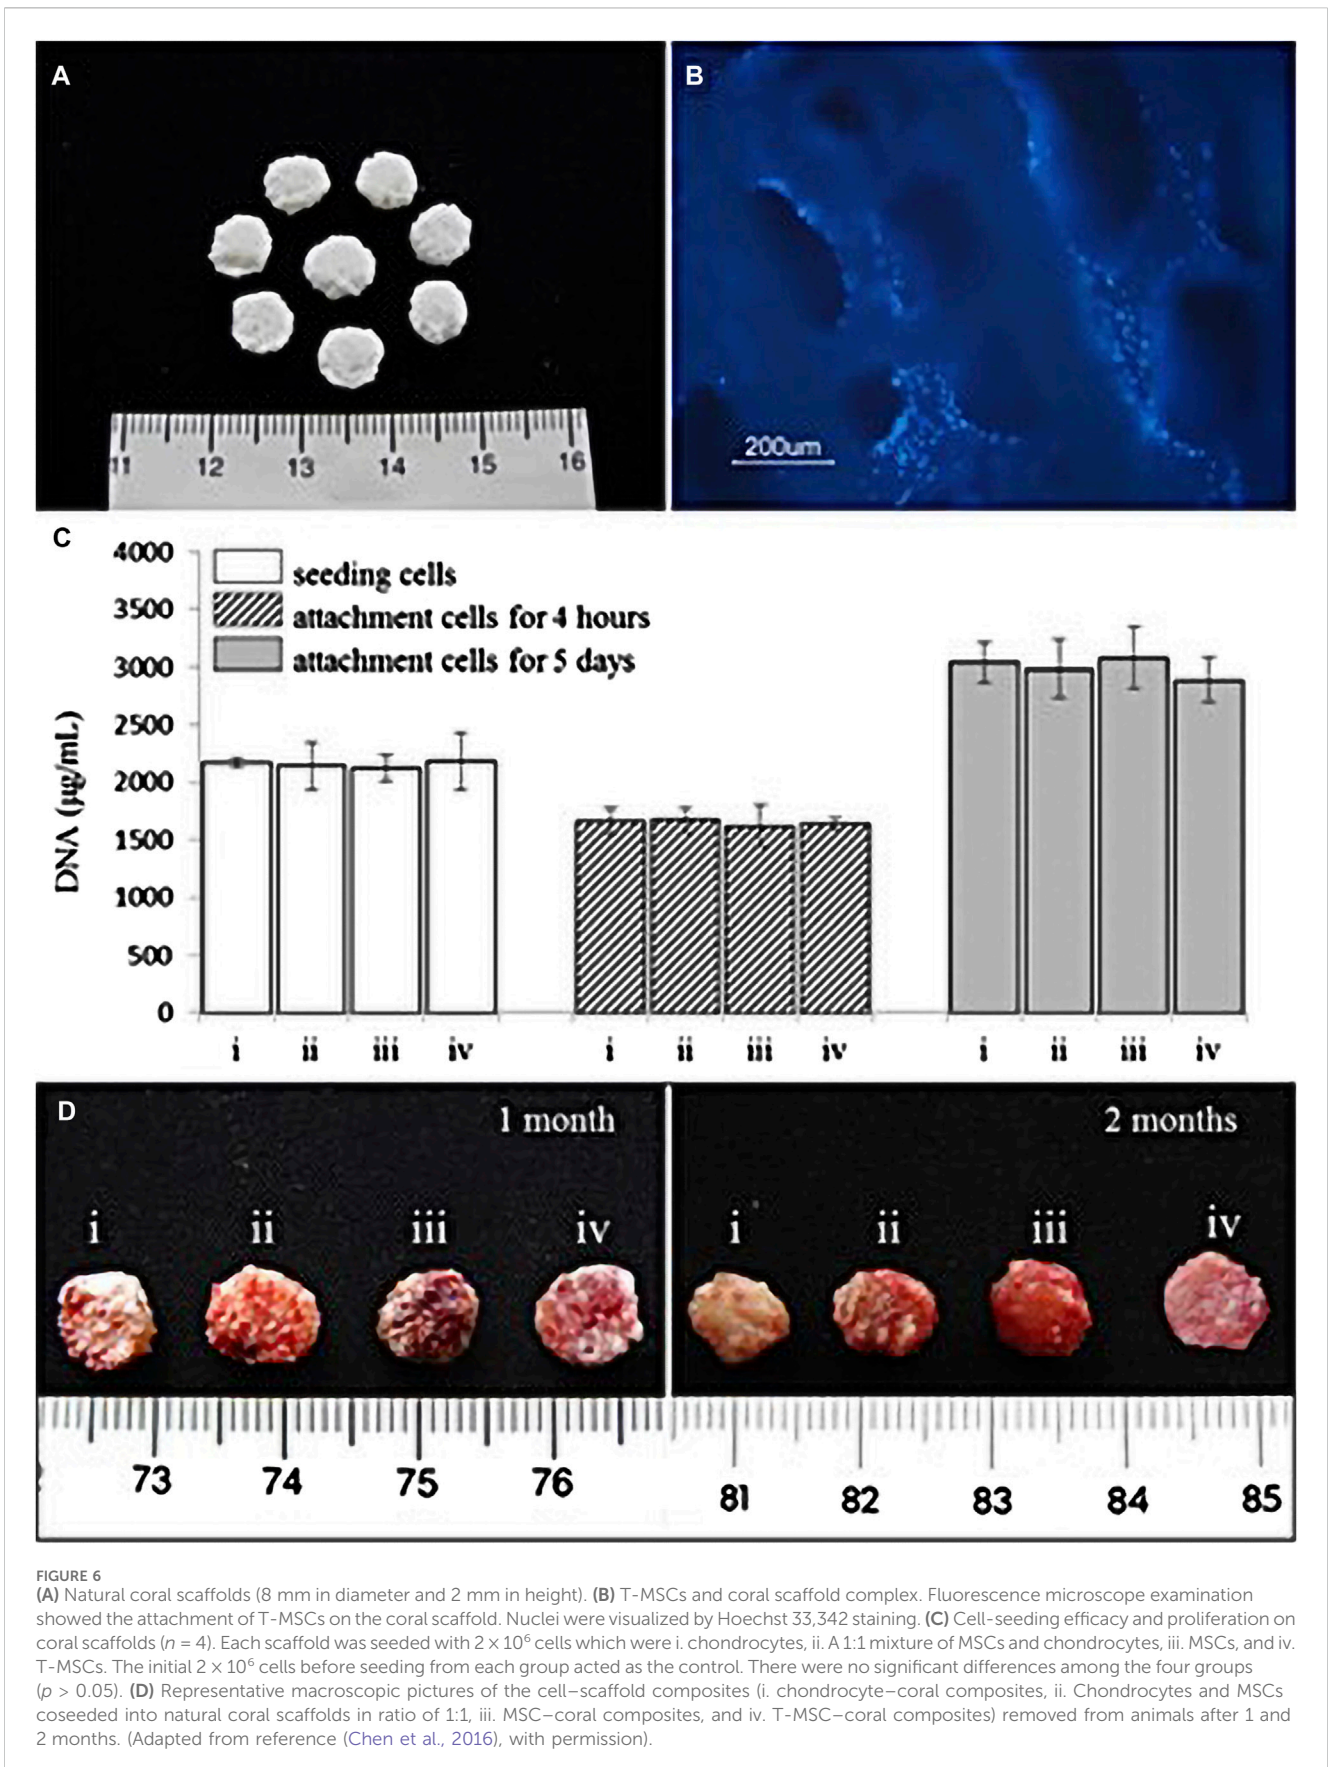 A
B
11 12 13 14 15 16
200um
C
4000
3500
3000
2500
2000
1500
1000
500
0
DNA (µg/mL)
seeding cells
attachment cells for 4 hours
attachment cells for 5 days
i ii iii iv i ii iii iv i ii iii iv
D
1 month
2 months
i ii iii iv
i ii iii iv
73 74 75 76
81 82 83 84 85
FIGURE 6
(A) Natural coral scaffolds (8 mm in diameter and 2 mm in height). (B) T-MSCs and coral scaffold complex. Fluorescence microscope examination
showed the attachment of T-MSCs on the coral scaffold. Nuclei were visualized by Hoechst 33,342 staining. (C) Cell-seeding efficacy and proliferation on
coral scaffolds (n = 4). Each scaffold was seeded with 2 × 10⁶ cells which were i. chondrocytes, ii. A 1:1 mixture of MSCs and chondrocytes, iii. MSCs, and iv.
T-MSCs. The initial 2 × 10⁶ cells before seeding from each group acted as the control. There were no significant differences among the four groups
(p > 0.05). (D) Representative macroscopic pictures of the cell–scaffold composites (i. chondrocyte–coral composites, ii. Chondrocytes and MSCs
coseeded into natural coral scaffolds in ratio of 1:1, iii. MSC–coral composites, and iv. T-MSC–coral composites) removed from animals after 1 and
2 months. (Adapted from reference (Chen et al., 2016), with permission).